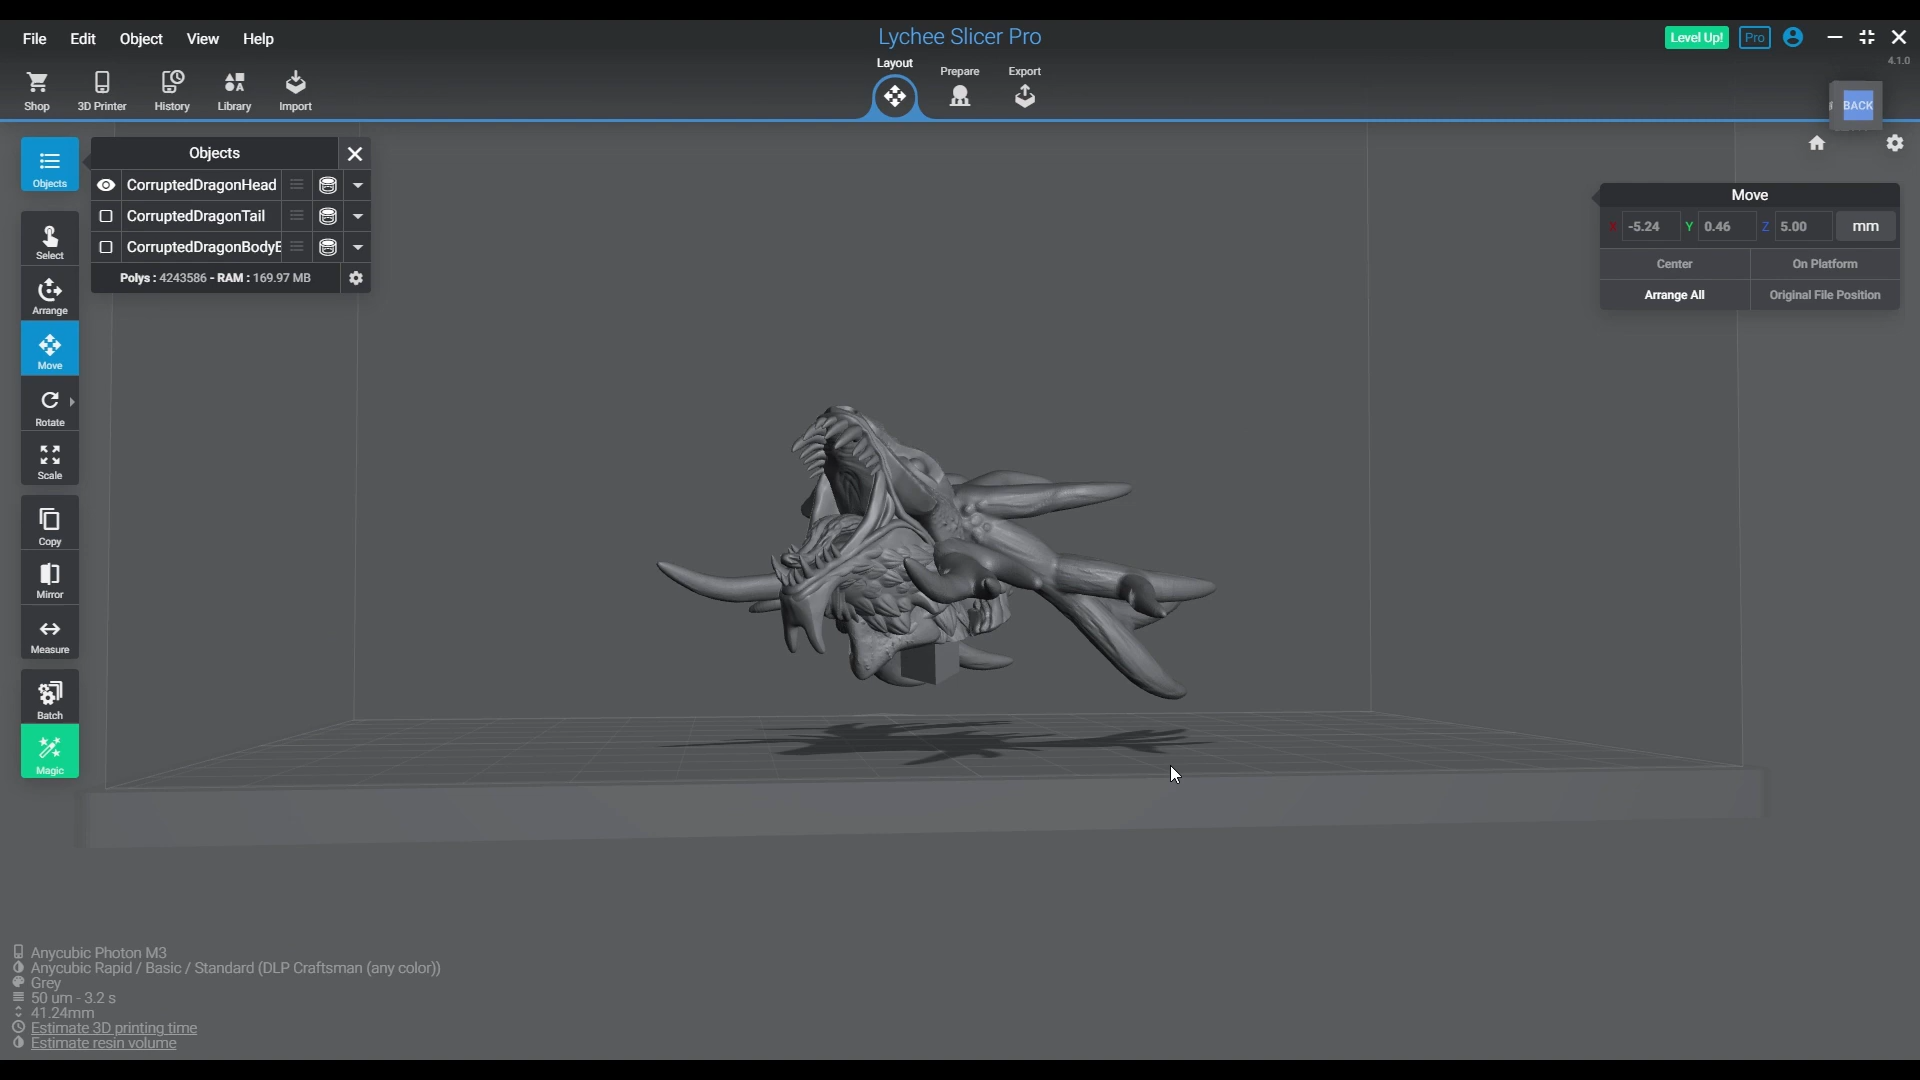 File Edit Object View Help
Lychee Slicer Pro
Level Up! Pro
4.1.0
Shop 3D Printer History Library Import
Layout Prepare Export
BACK
Objects
Objects
CorruptedDragonHead
CorruptedDragonTail
CorruptedDragonBodyE
Polys : 4243586 - RAM : 169.97 MB
Select
Arrange
Move
Rotate
Scale
Copy
Mirror
Measure
Batch
Magic
Move
X -5.24 Y 0.46 Z 5.00 mm
Center On Platform
Arrange All Original File Position
Anycubic Photon M3
Anycubic Rapid / Basic / Standard (DLP Craftsman (any color))
Grey
50 um - 3.2 s
41.24mm
Estimate 3D printing time
Estimate resin volume